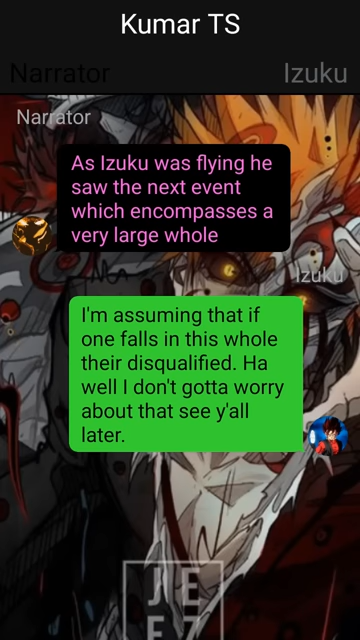 Kumar TS
Narrator
Izuku
Narrator
As Izuku was flying he
saw the next event
which encompasses a
very large whole
Izuku
I'm assuming that if
one falls in this whole
their disqualified. Ha
well I don't gotta worry
about that see y'all
later.
JE